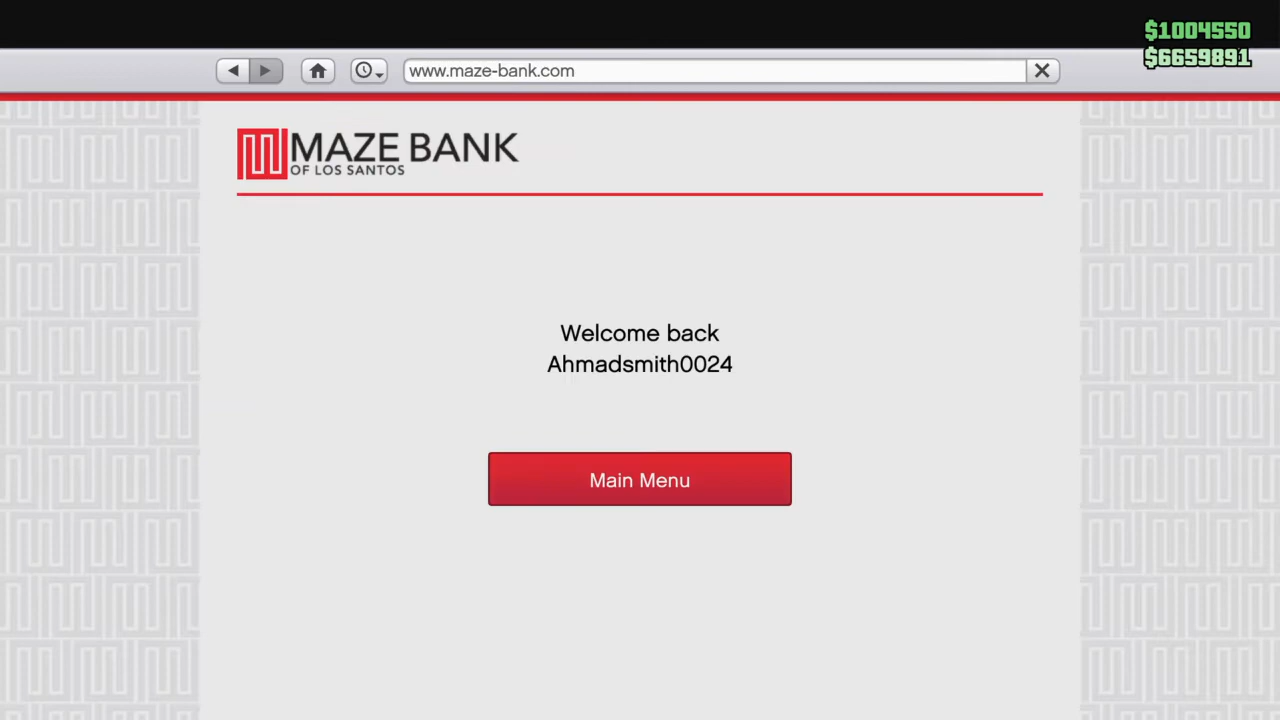 $1004550
$6659891
www.maze-bank.com
MAZE BANK
OF LOS SANTOS
Welcome back
Ahmadsmith0024
Main Menu